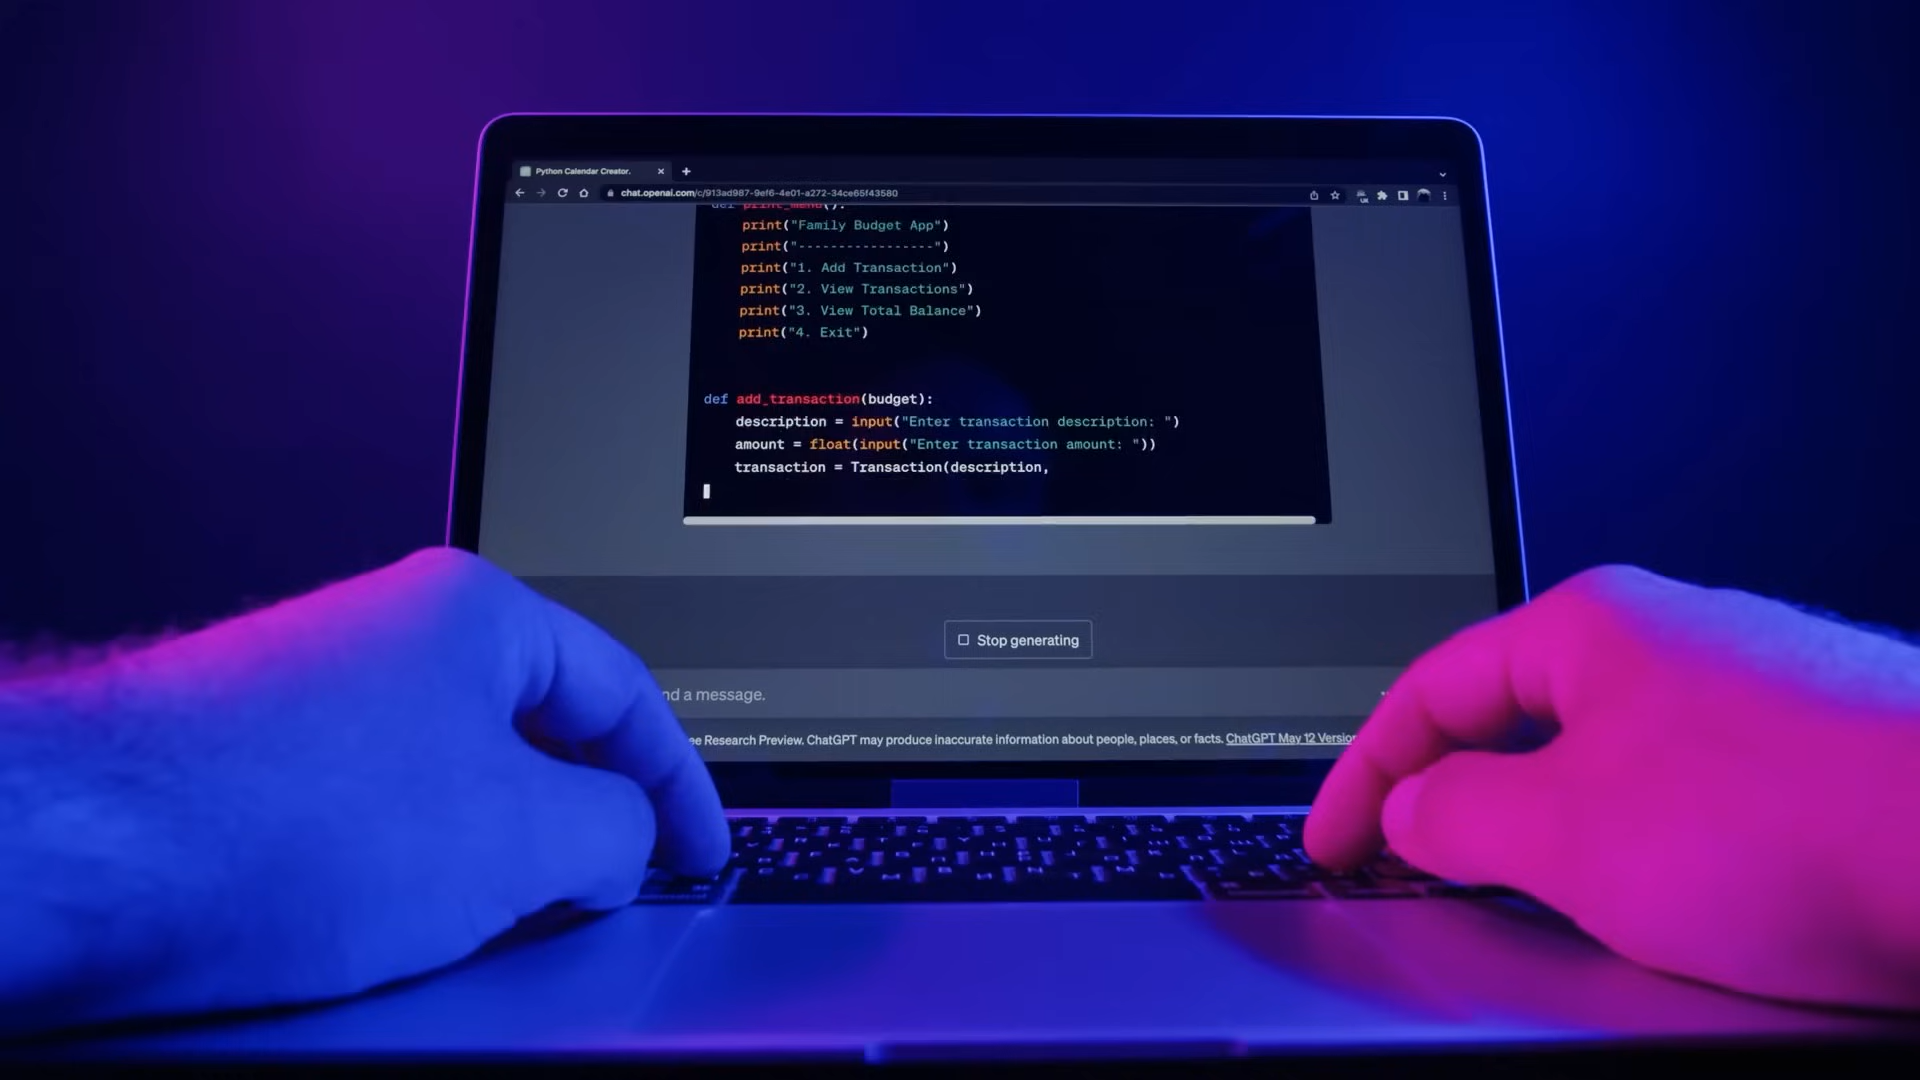 Python Calendar Creator.
chat.openai.com/c/913ad987-9ef6-4e01-a272-34ce65f43580
def print_menu():
print("Family Budget App")
print("-----------------")
print("1. Add Transaction")
print("2. View Transactions")
print("3. View Total Balance")
print("4. Exit")
def add_transaction(budget):
description = input("Enter transaction description: ")
amount = float(input("Enter transaction amount: "))
transaction = Transaction(description,
Stop generating
nd a message.
ee Research Preview. ChatGPT may produce inaccurate information about people, places, or facts. ChatGPT May 12 Version